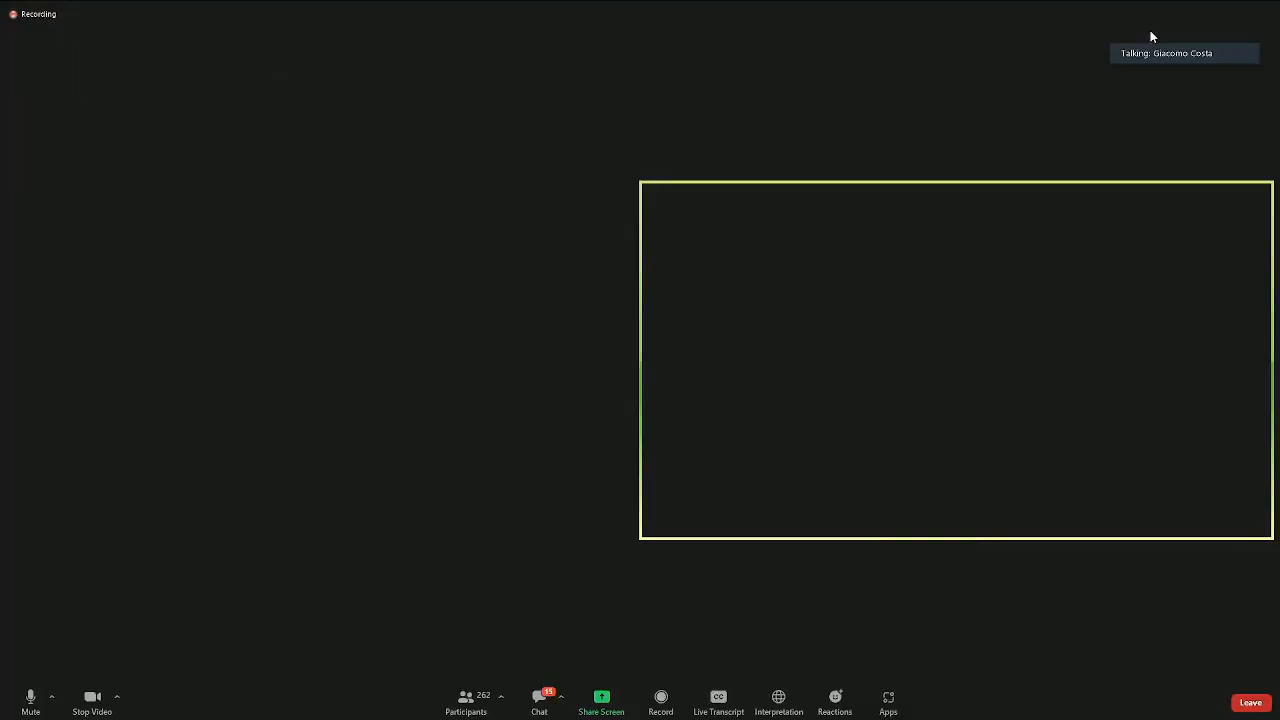 Recording
Talking: Giacomo Costa
262
15
Mute
Stop Video
Participants
Chat
Share Screen
Record
CC
Live Transcript
Interpretation
Reactions
Apps
Leave